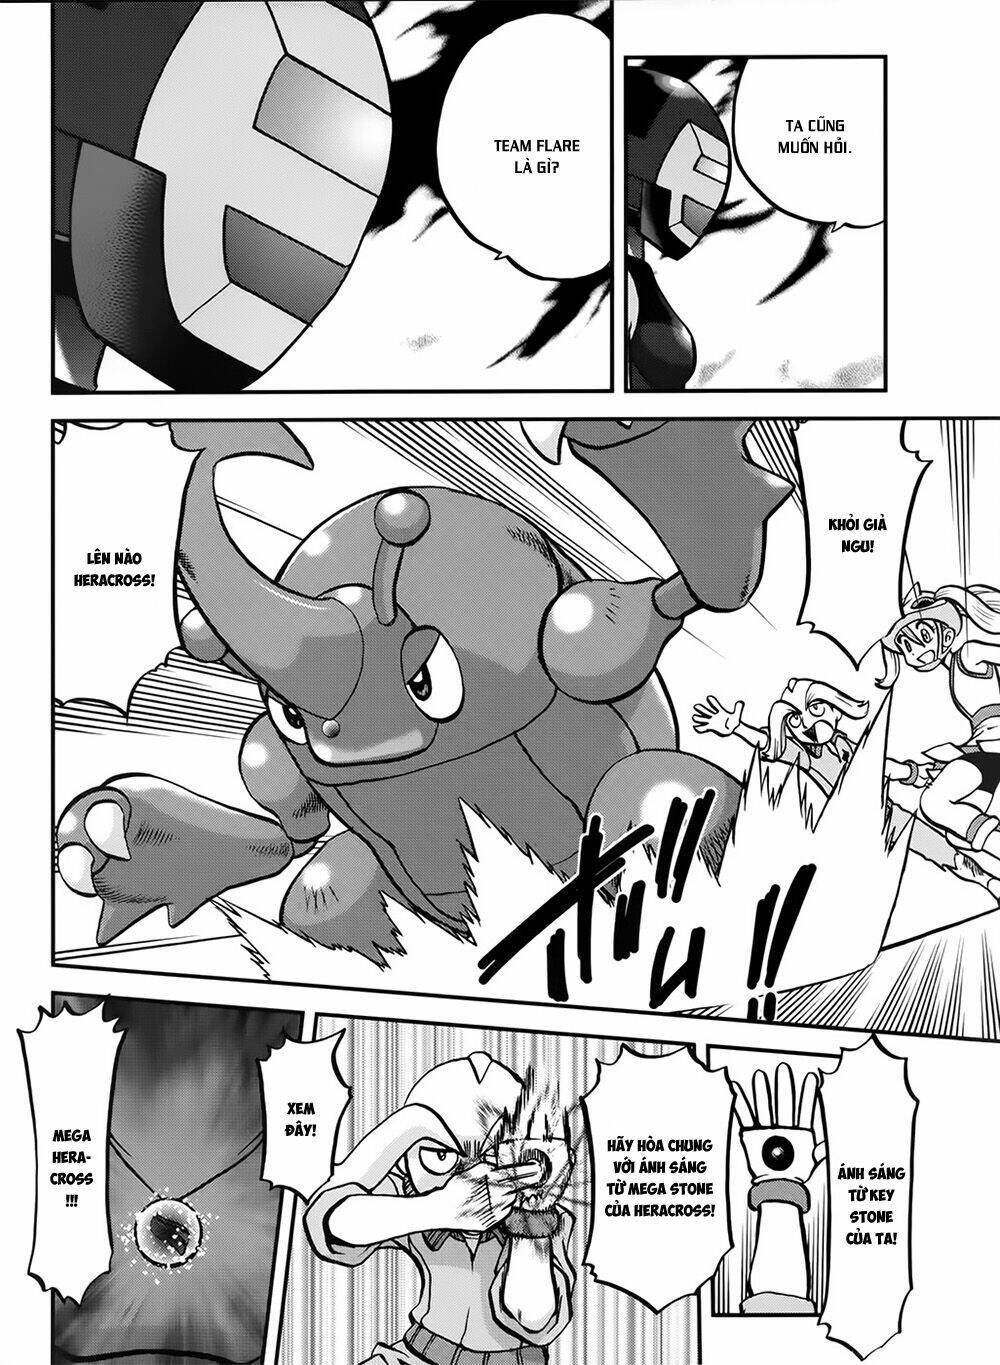 TA CŨNG
MUỐN HỎI.
TEAM FLARE
LÀ GÌ?
KHỎI GIẢ
NGU!
LÊN NÀO
HERACROSS!
ÁNH SÁNG
TỪ KEY
STONE
CỦA TA!
HÃY HÒA CHUNG
VỚI ÁNH SÁNG
TỪ MEGA STONE
CỦA HERACROSS!
XEM
ĐÂY!
MEGA
HERA-
CROSS
!!!